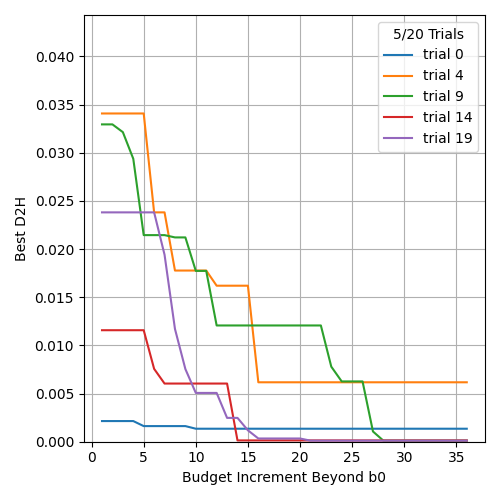 5/20 Trials
trial 0
trial 4
trial 9
trial 14
trial 19
0.040
0.035
0.030
0.025
0.020
0.015
0.010
0.005
0.000
Best D2H
0 5 10 15 20 25 30 35
Budget Increment Beyond b0